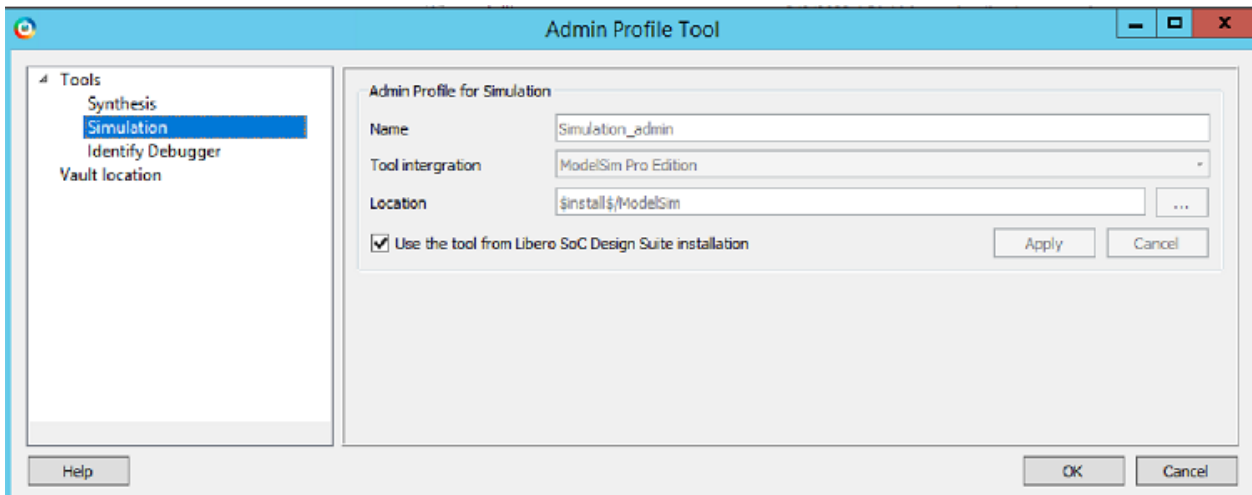 Admin Profile Tool
Tools
Synthesis
Simulation
Identify Debugger
Vault location
Admin Profile for Simulation
Name Simulation_admin
Tool intergration ModelSim Pro Edition
Location $install$/ModelSim ...
Use the tool from Libero SoC Design Suite installation Apply Cancel
Help OK Cancel